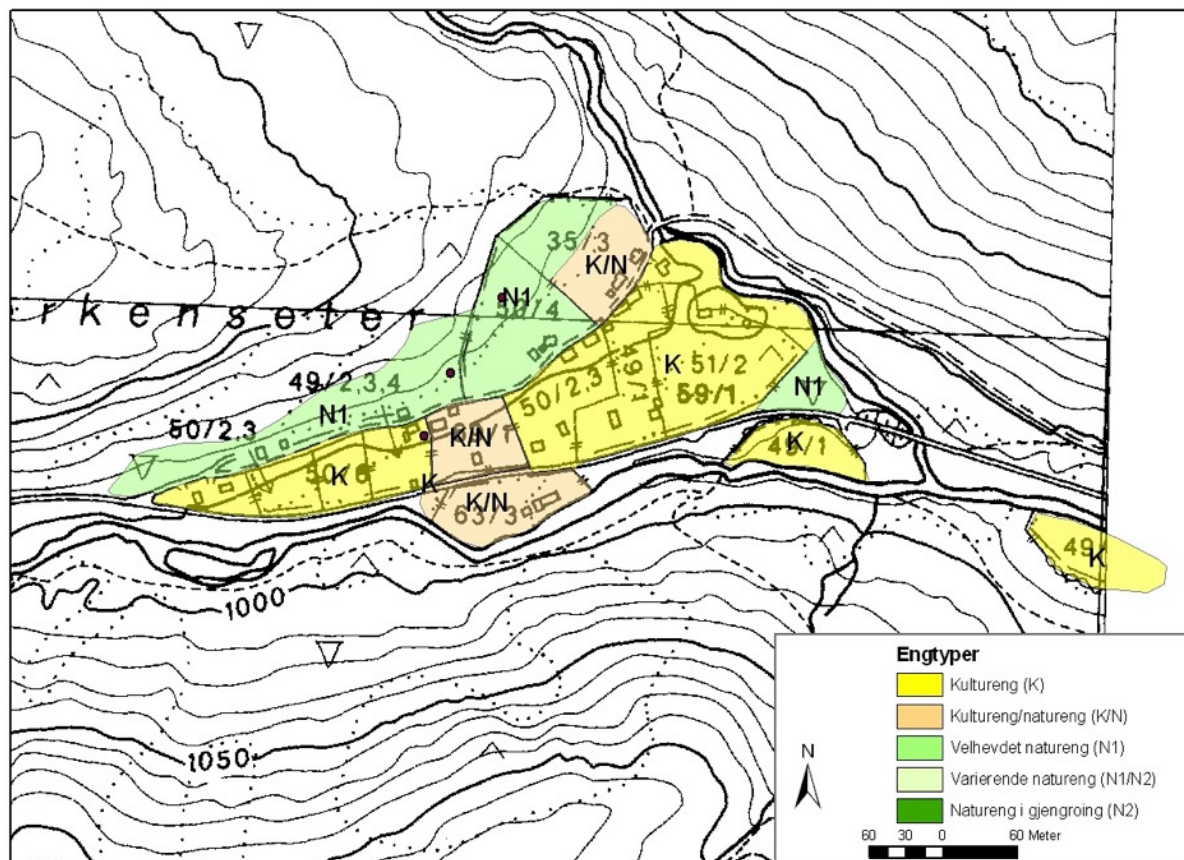 35/3
K/N
N1
rkenseter
49/2,3,4
N1
50/2,3
50/2,3
49/1
K
51/2
59/1
N1
K/N
K
K
K
K/N
63/3
49/
K
1000
1050
Engtyper
Kultureng (K)
Kultureng/natureng (K/N)
Velhevdet natureng (N1)
Varierende natureng (N1/N2)
Natureng i gjengroing (N2)
N
60 30 0 60 Meter